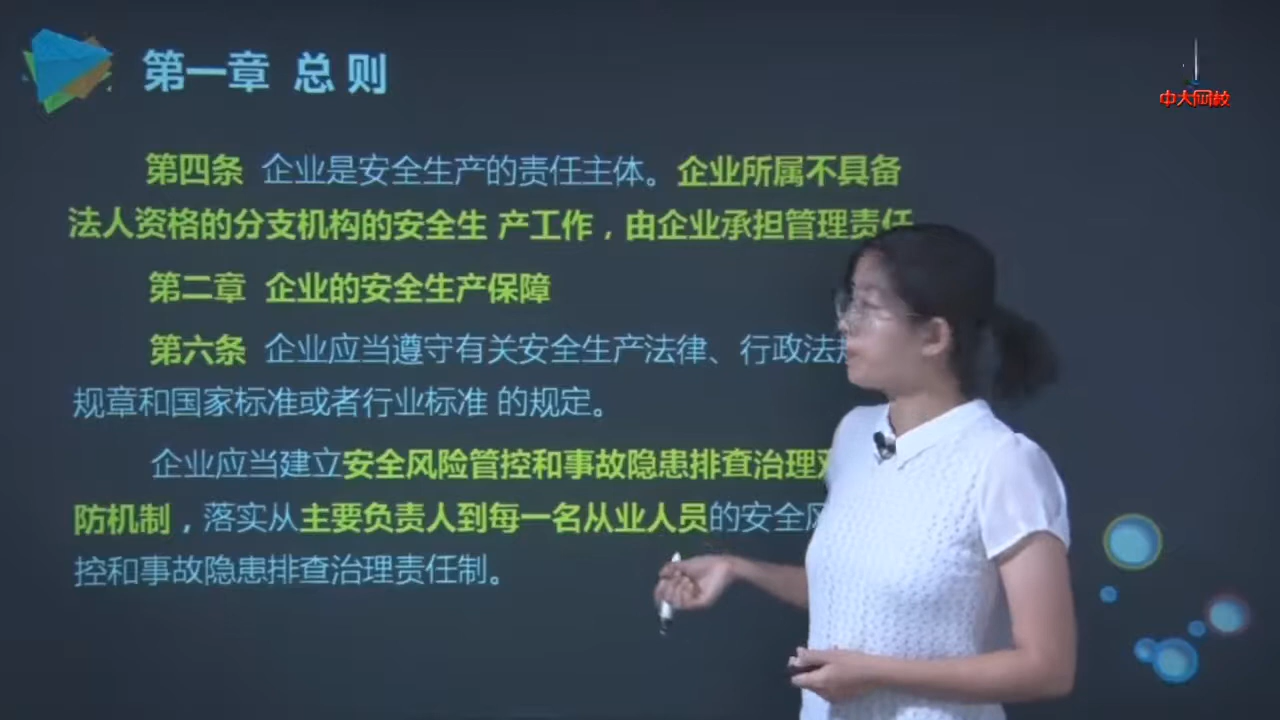 第一章 总则
中大网校
第四条 企业是安全生产的责任主体。企业所属不具备
法人资格的分支机构的安全生 产工作，由企业承担管理责任
第二章 企业的安全生产保障
第六条 企业应当遵守有关安全生产法律、行政法
规章和国家标准或者行业标准 的规定。
企业应当建立安全风险管控和事故隐患排查治理
防机制，落实从主要负责人到每一名从业人员的安全
控和事故隐患排查治理责任制。